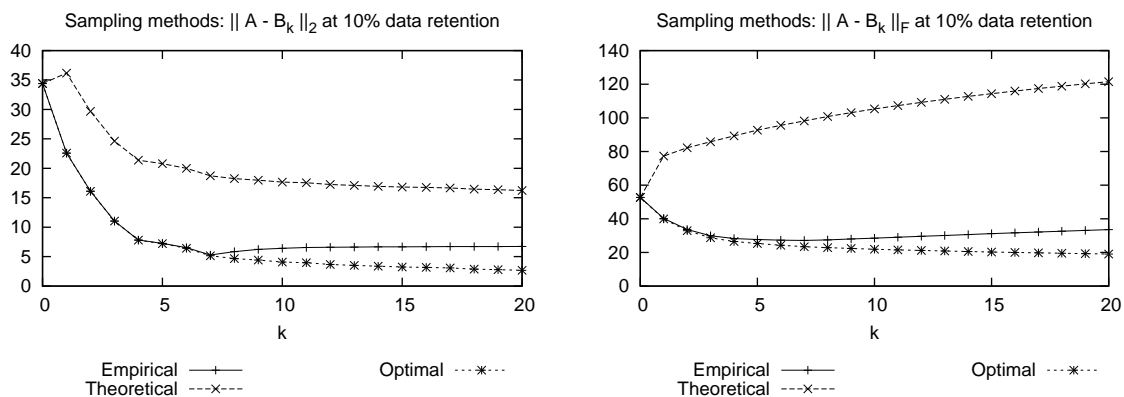 Sampling methods: || A - B_k ||_2 at 10% data retention
40
35
30
25
20
15
10
5
0
0 5 10 15 20
k
Empirical
Theoretical
Optimal
Sampling methods: || A - B_k ||_F at 10% data retention
140
120
100
80
60
40
20
0
0 5 10 15 20
k
Empirical
Theoretical
Optimal